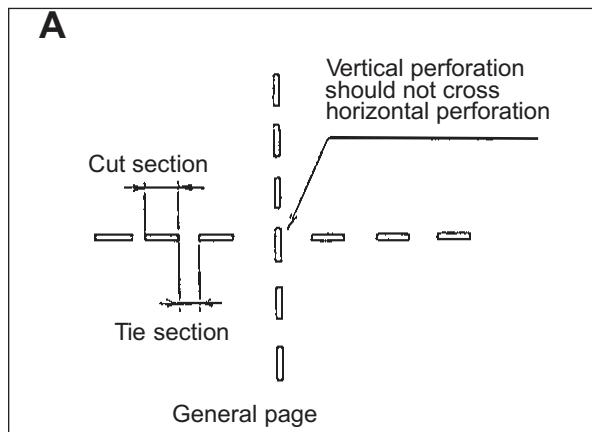 A
Vertical perforation
should not cross
horizontal perforation
Cut section
Tie section
General page